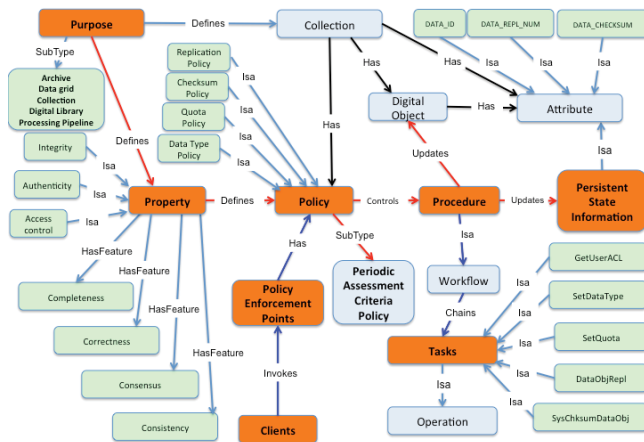 Purpose
Defines
Collection
DATA_ID
DATA_REPL_NUM
DATA_CHECKSUM
SubType
Replication
Policy
Isa
Has
Has
Isa
Isa
Isa
Archive
Data grid
Collection
Digital Library
Processing Pipeline
Checksum
Policy
Isa
Digital
Object
Has
Attribute
Quota
Policy
Isa
Has
Defines
Integrity
Isa
Data Type
Policy
Isa
Updates
Isa
Authenticity
Isa
Access
control
Isa
Property
Defines
Policy
Controls
Procedure
Updates
Persistent
State
Information
HasFeature
HasFeature
Has
SubType
Isa
GetUserACL
Completeness
HasFeature
Policy
Enforcement
Points
Periodic
Assessment
Criteria
Policy
Workflow
Isa
SetDataType
Isa
Correctness
HasFeature
Chains
Isa
SetQuota
Tasks
Isa
DataObjRepl
Consensus
Invokes
Isa
Isa
SysChksumDataObj
Consistency
Clients
Operation